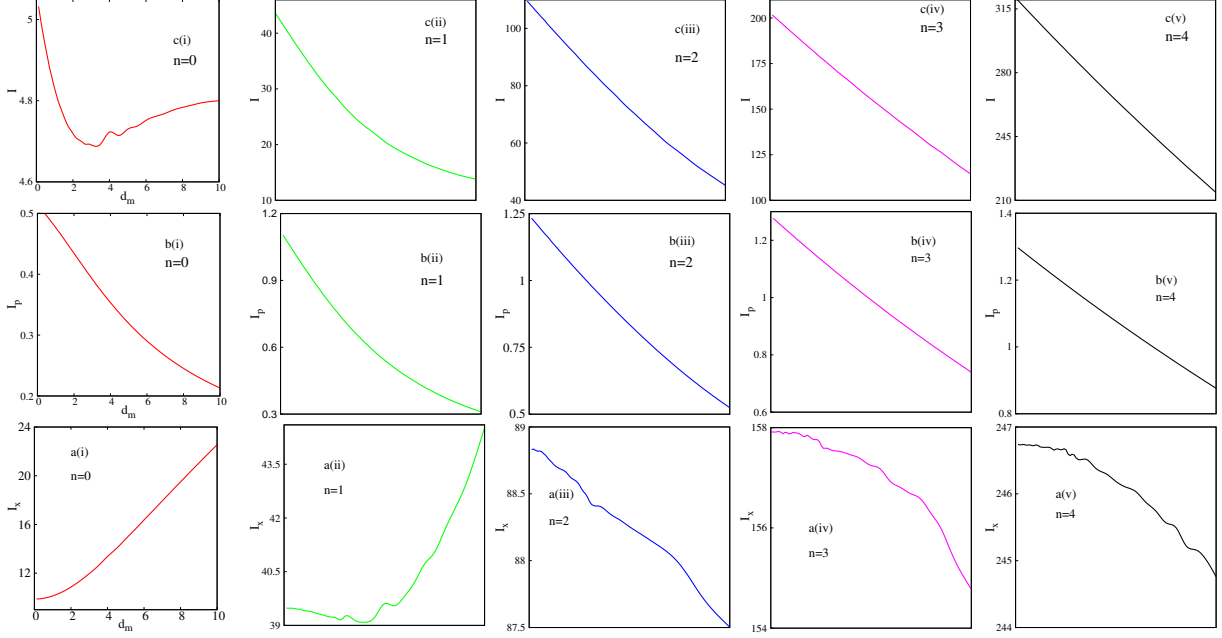 5
4.8
4.6
I
c(i)
n=0
0 2 4 6 8 10
d_m
40
30
20
10
I
c(ii)
n=1
100
80
60
40
I
c(iii)
n=2
200
175
150
125
100
I
c(iv)
n=3
315
280
245
210
I
c(v)
n=4
0.5
0.4
0.3
0.2
I_p
b(i)
n=0
0 2 4 6 8 10
d_m
1.2
0.9
0.6
0.3
I_p
b(ii)
n=1
1.25
1
0.75
0.5
I_p
b(iii)
n=2
1.2
1
0.8
0.6
I_p
b(iv)
n=3
1.4
1.2
1
0.8
I_p
b(v)
n=4
24
20
16
12
I_x
a(i)
n=0
0 2 4 6 8 10
d_m
43.5
42
40.5
39
I_x
a(ii)
n=1
89
88.5
88
87.5
I_x
a(iii)
n=2
158
156
154
I_x
a(iv)
n=3
247
246
245
244
I_x
a(v)
n=4